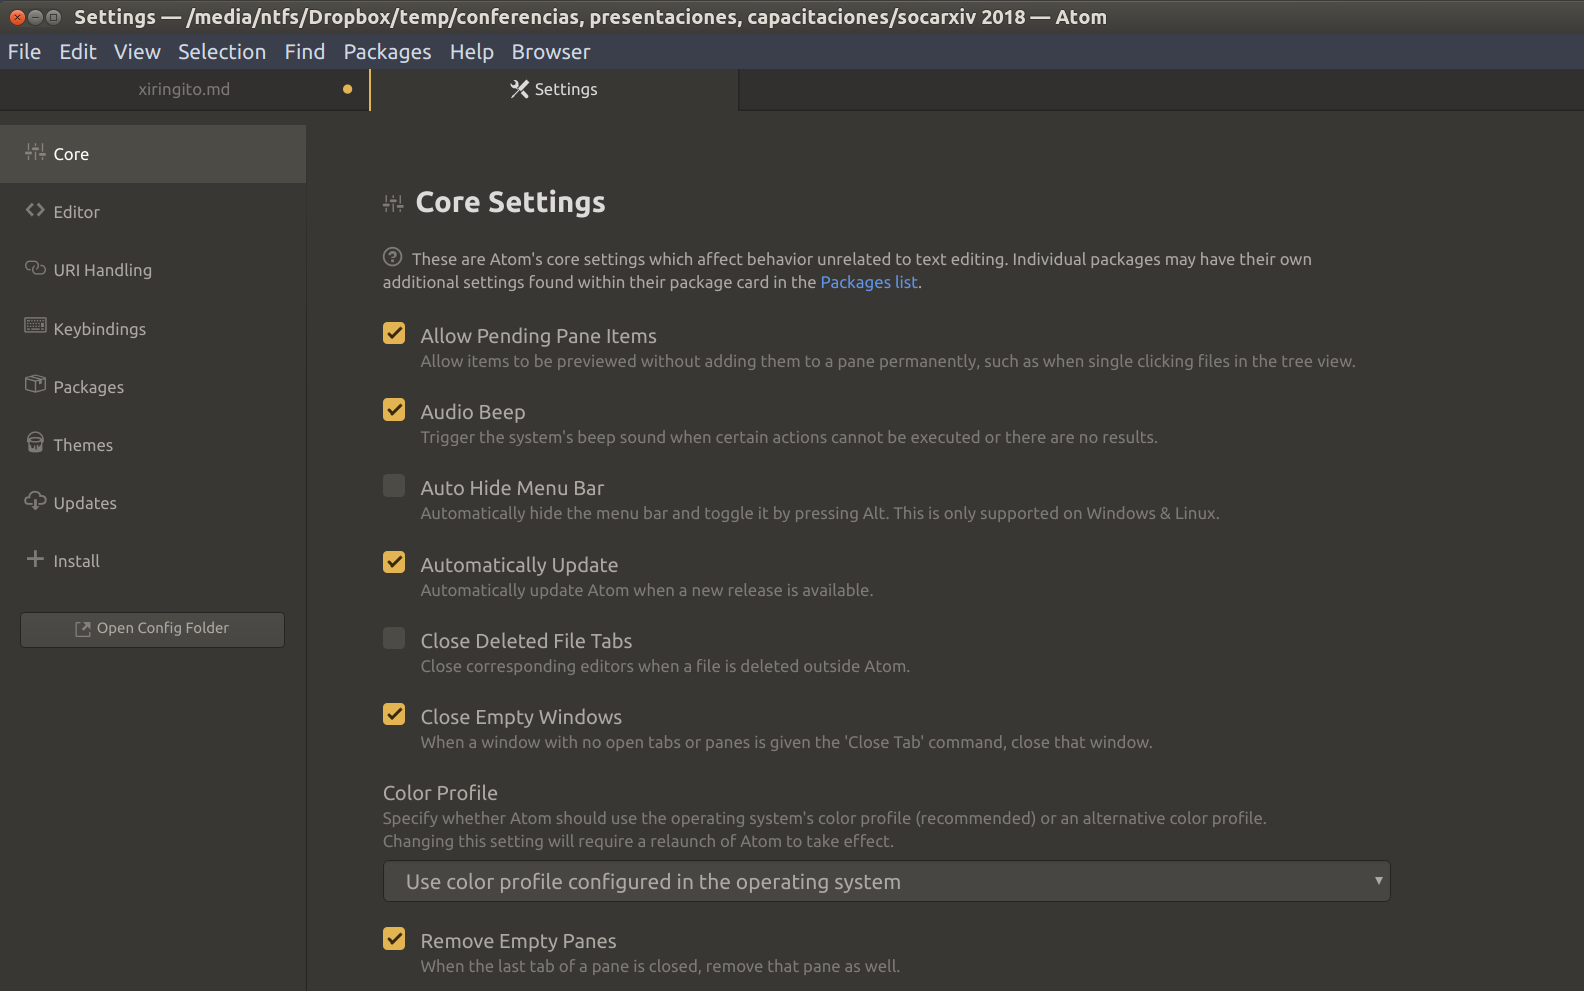 Settings — /media/ntfs/Dropbox/temp/conferencias, presentaciones, capacitaciones/socarxiv 2018 — Atom
File Edit View Selection Find Packages Help Browser
xiringito.md
Settings
Core
Editor
URI Handling
Keybindings
Packages
Themes
Updates
Install
Open Config Folder
Core Settings
These are Atom's core settings which affect behavior unrelated to text editing. Individual packages may have their own
additional settings found within their package card in the Packages list.
Allow Pending Pane Items
Allow items to be previewed without adding them to a pane permanently, such as when single clicking files in the tree view.
Audio Beep
Trigger the system's beep sound when certain actions cannot be executed or there are no results.
Auto Hide Menu Bar
Automatically hide the menu bar and toggle it by pressing Alt. This is only supported on Windows & Linux.
Automatically Update
Automatically update Atom when a new release is available.
Close Deleted File Tabs
Close corresponding editors when a file is deleted outside Atom.
Close Empty Windows
When a window with no open tabs or panes is given the 'Close Tab' command, close that window.
Color Profile
Specify whether Atom should use the operating system's color profile (recommended) or an alternative color profile.
Changing this setting will require a relaunch of Atom to take effect.
Use color profile configured in the operating system
Remove Empty Panes
When the last tab of a pane is closed, remove that pane as well.